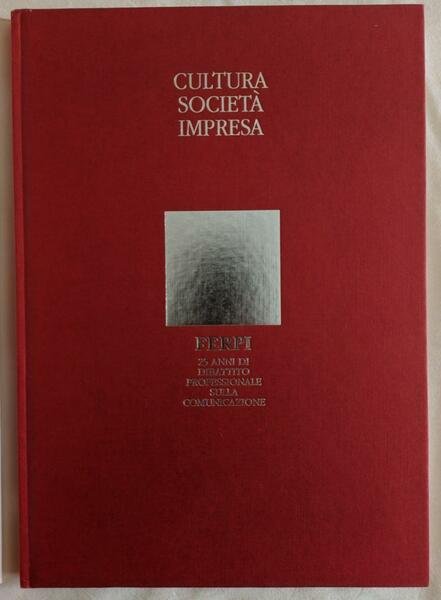 CULTURA
SOCIETÀ
IMPRESA
FERPI
25 ANNI DI
DIBATTITO
PROFESSIONALE
SULLA
COMUNICAZIONE